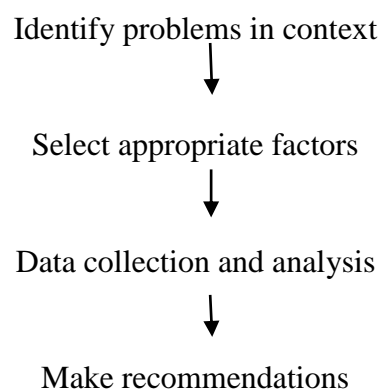 Identify problems in context
Select appropriate factors
Data collection and analysis
Make recommendations